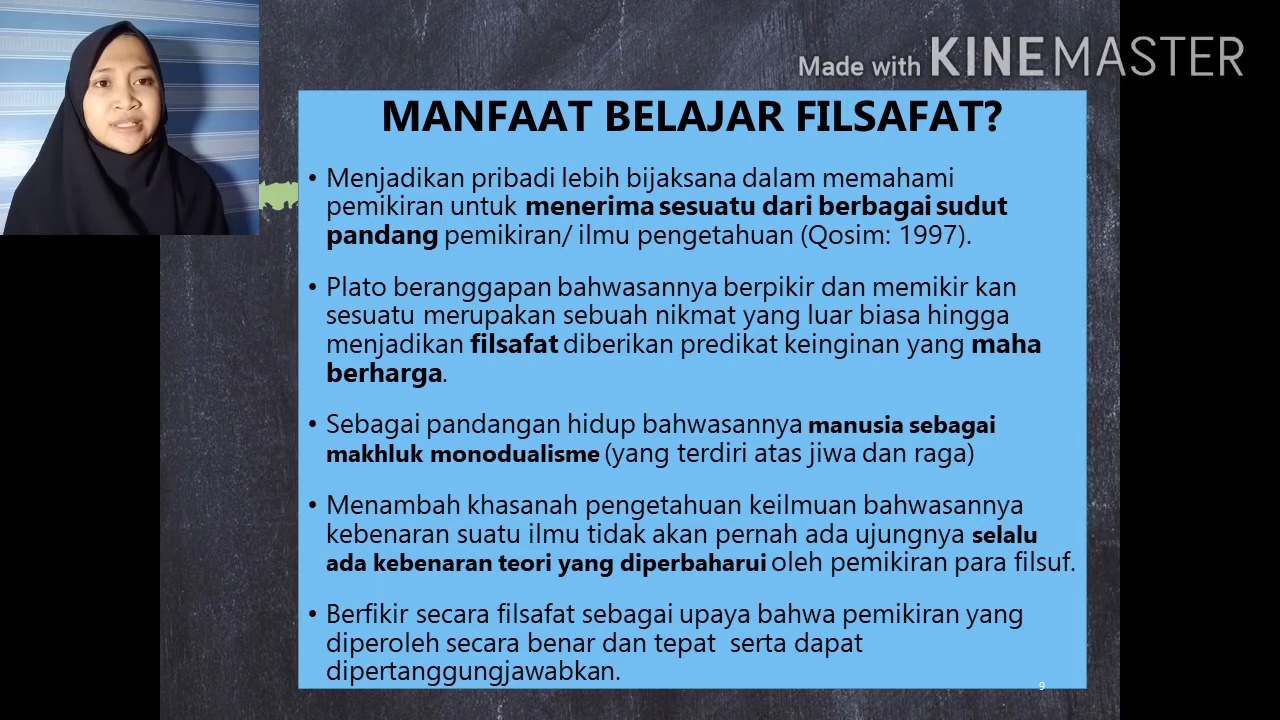 Made with KINEMASTER
MANFAAT BELAJAR FILSAFAT?
• Menjadikan pribadi lebih bijaksana dalam memahami
pemikiran untuk menerima sesuatu dari berbagai sudut
pandang pemikiran/ ilmu pengetahuan (Qosim: 1997).
• Plato beranggapan bahwasannya berpikir dan memikir kan
sesuatu merupakan sebuah nikmat yang luar biasa hingga
menjadikan filsafat diberikan predikat keinginan yang maha
berharga.
• Sebagai pandangan hidup bahwasannya manusia sebagai
makhluk monodualisme (yang terdiri atas jiwa dan raga)
• Menambah khasanah pengetahuan keilmuan bahwasannya
kebenaran suatu ilmu tidak akan pernah ada ujungnya selalu
ada kebenaran teori yang diperbaharui oleh pemikiran para filsuf.
• Berfikir secara filsafat sebagai upaya bahwa pemikiran yang
diperoleh secara benar dan tepat serta dapat
dipertanggungjawabkan.
9